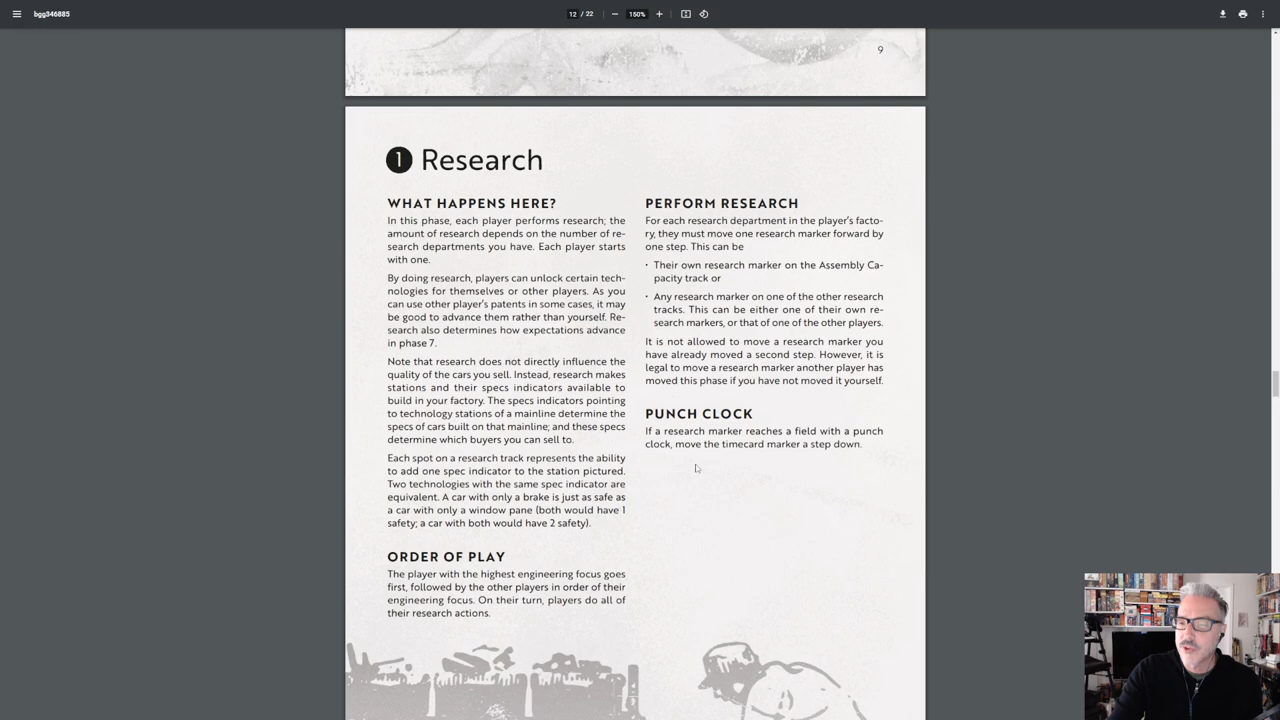 bgg346885
12 / 22
150%
9
1 Research
WHAT HAPPENS HERE?
In this phase, each player performs research; the
amount of research depends on the number of re-
search departments you have. Each player starts
with one.
By doing research, players can unlock certain tech-
nologies for themselves or other players. As you
can use other player's patents in some cases, it may
be good to advance them rather than yourself. Re-
search also determines how expectations advance
in phase 7.
Note that research does not directly influence the
quality of the cars you sell. Instead, research makes
stations and their specs indicators available to
build in your factory. The specs indicators pointing
to technology stations of a mainline determine the
specs of cars built on that mainline; and these specs
determine which buyers you can sell to.
Each spot on a research track represents the ability
to add one spec indicator to the station pictured.
Two technologies with the same spec indicator are
equivalent. A car with only a brake is just as safe as
a car with only a window pane (both would have 1
safety; a car with both would have 2 safety).
ORDER OF PLAY
The player with the highest engineering focus goes
first, followed by the other players in order of their
engineering focus. On their turn, players do all of
their research actions.
PERFORM RESEARCH
For each research department in the player's facto-
ry, they must move one research marker forward by
one step. This can be
· Their own research marker on the Assembly Ca-
pacity track or
· Any research marker on one of the other research
tracks. This can be either one of their own re-
search markers, or that of one of the other players.
It is not allowed to move a research marker you
have already moved a second step. However, it is
legal to move a research marker another player has
moved this phase if you have not moved it yourself.
PUNCH CLOCK
If a research marker reaches a field with a punch
clock, move the timecard marker a step down.